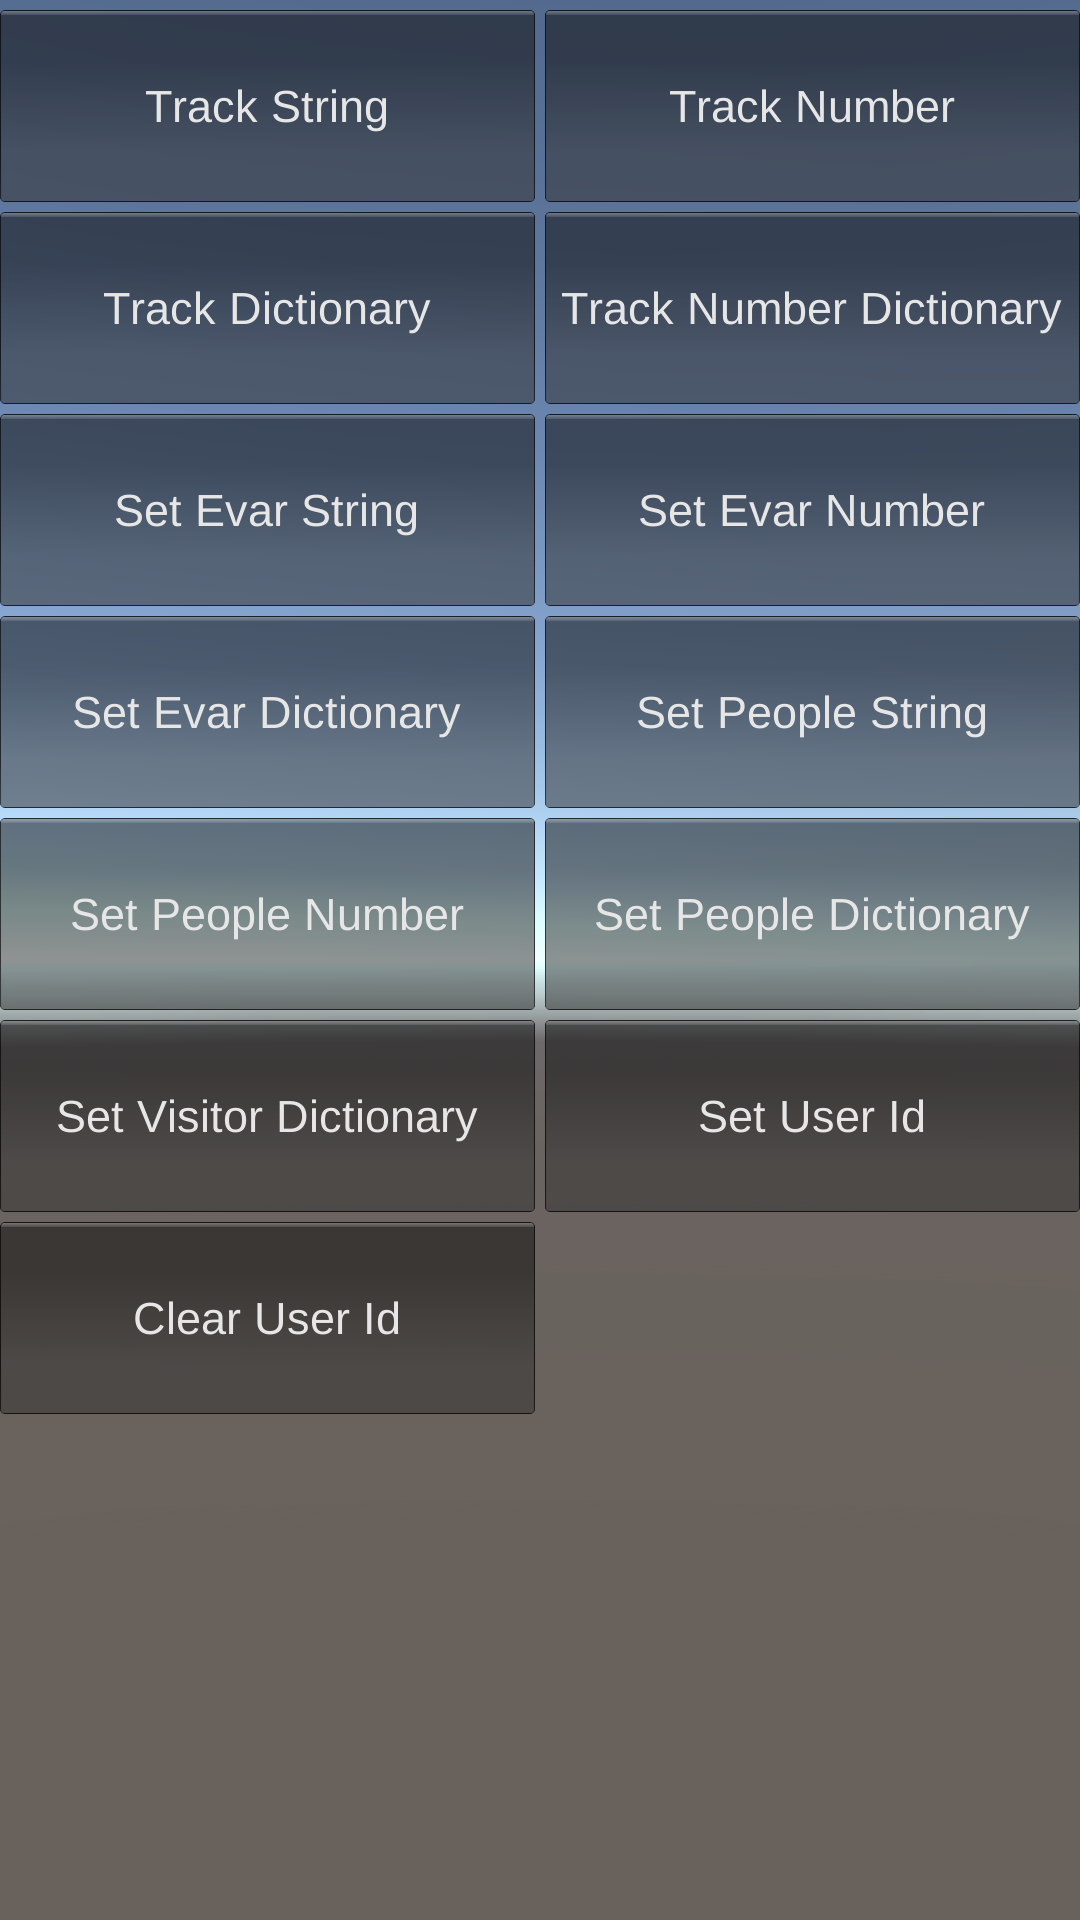 Track String
Track Number
Track Dictionary
Track Number Dictionary
Set Evar String
Set Evar Number
Set Evar Dictionary
Set People String
Set People Number
Set People Dictionary
Set Visitor Dictionary
Set User Id
Clear User Id